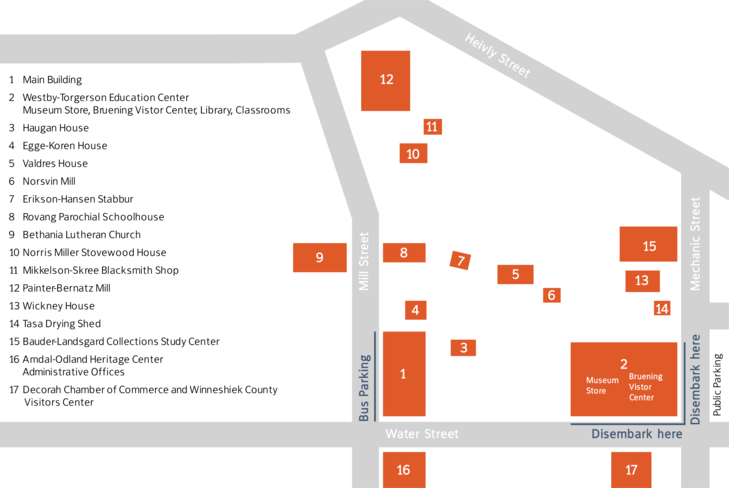 Helvly Street
1 Main Building
2 Westby-Torgerson Education Center
Museum Store, Bruening Vistor Center, Library, Classrooms
3 Haugan House
4 Egge-Koren House
5 Valdres House
6 Norsvin Mill
7 Erikson-Hansen Stabbur
8 Rovang Parochial Schoolhouse
9 Bethania Lutheran Church
10 Norris Miller Stovewood House
11 Mikkelson-Skree Blacksmith Shop
12 Painter-Bernatz Mill
13 Wickney House
14 Tasa Drying Shed
15 Bauder-Landsgard Collections Study Center
16 Amdal-Odland Heritage Center
Administrative Offices
17 Decorah Chamber of Commerce and Winneshiek County
Visitors Center
12
11
10
9
Mill Street
8
7
5
6
4
3
15
13
14
Mechanic Street
Bus Parking
1
2
Museum
Store
Bruening
Vistor
Center
Disembark here
Public Parking
Water Street
Disembark here
16
17